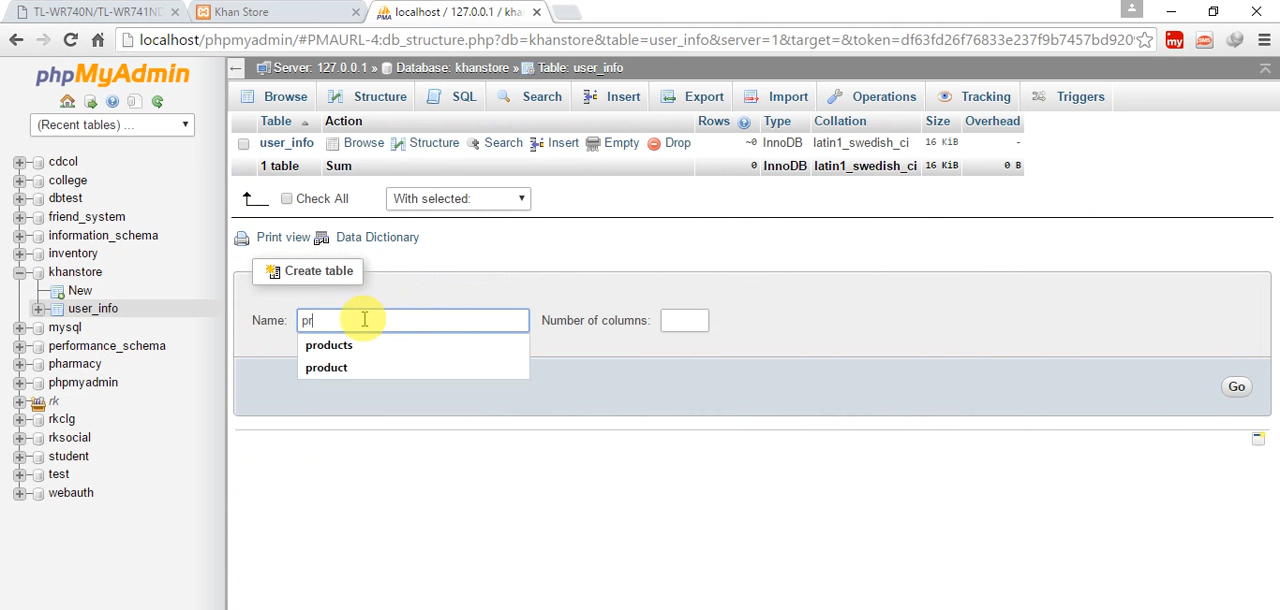 TL-WR740N/TL-WR741ND
Khan Store
localhost / 127.0.0.1 / kha
localhost/phpmyadmin/#PMAURL-4:db_structure.php?db=khanstore&table=user_info&server=1&target=&token=df63fd26f76833e237f9b7457bd920
my
SMS
phpMyAdmin
(Recent tables) ...
cdcol
college
dbtest
friend_system
information_schema
inventory
khanstore
New
user_info
mysql
performance_schema
pharmacy
phpmyadmin
rk
rkclg
rksocial
student
test
webauth
Server: 127.0.0.1 » Database: khanstore » Table: user_info
Browse Structure SQL Search Insert Export Import Operations Tracking Triggers
Table Action Rows Type Collation Size Overhead
user_info Browse Structure Search Insert Empty Drop ~0 InnoDB latin1_swedish_ci 16 KiB -
1 table Sum 0 InnoDB latin1_swedish_ci 16 KiB 0 B
Check All With selected:
Print view Data Dictionary
Create table
Name: pr Number of columns:
products
product
Go